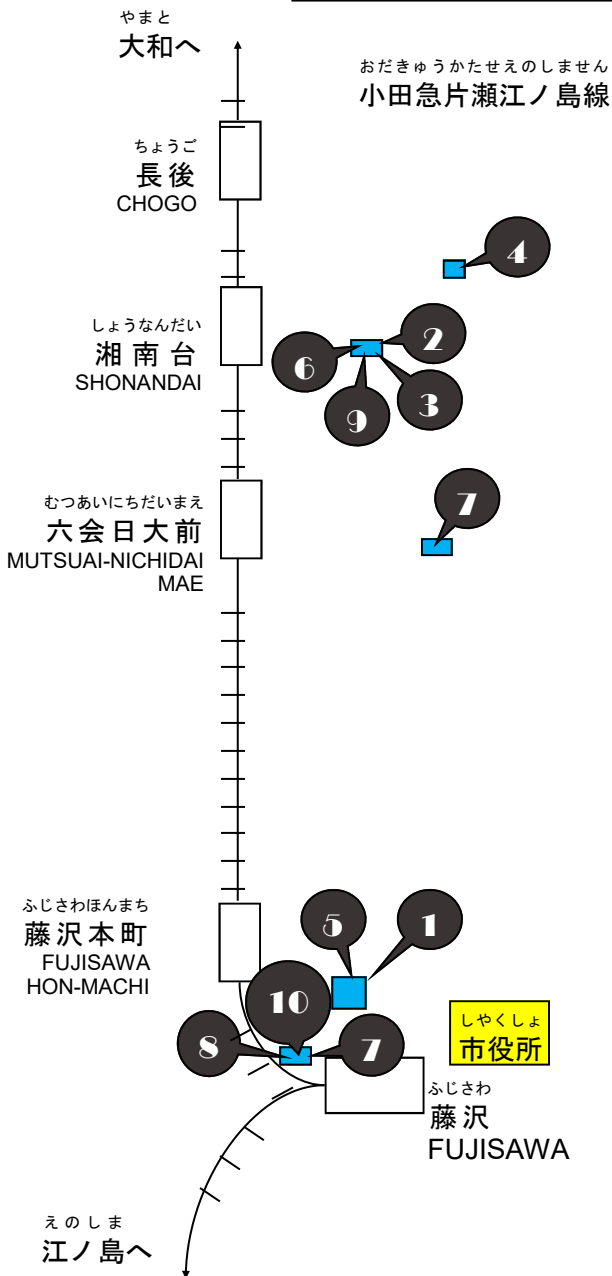 やまと
大和へ
おだきゅうかたせえのしません
小田急片瀬江ノ島線
ちょうご
長後
CHOGO
4
しょうなんだい
湘南台
SHONANDAI
2
6
3
9
むつあいにちだいまえ
六会日大前
MUTSUAI-NICHIDAI
MAE
7
ふじさわほんまち
藤沢本町
FUJISAWA
HON-MACHI
5
1
10
8
7
しやくしょ
市役所
ふじさわ
藤沢
FUJISAWA
えのしま
江ノ島へ